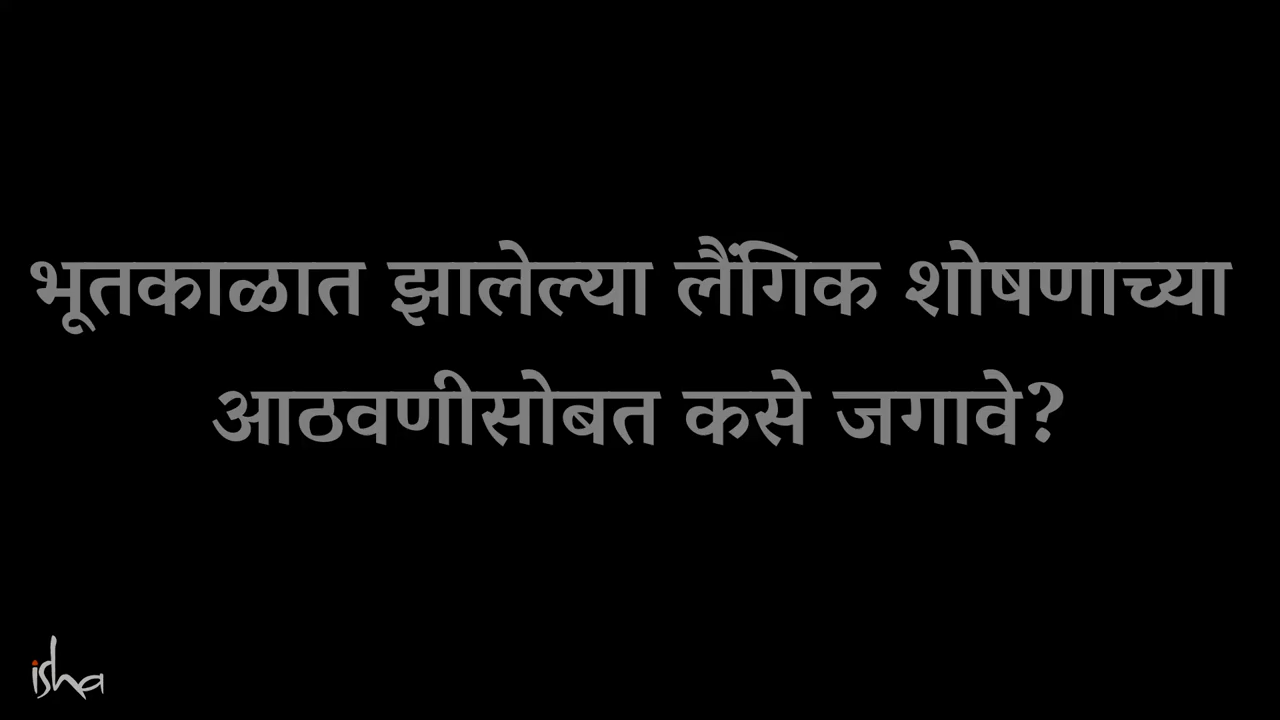 भूतकाळात झालेल्या लैंगिक शोषणाच्या
आठवणीसोबत कसे जगावे?
isha